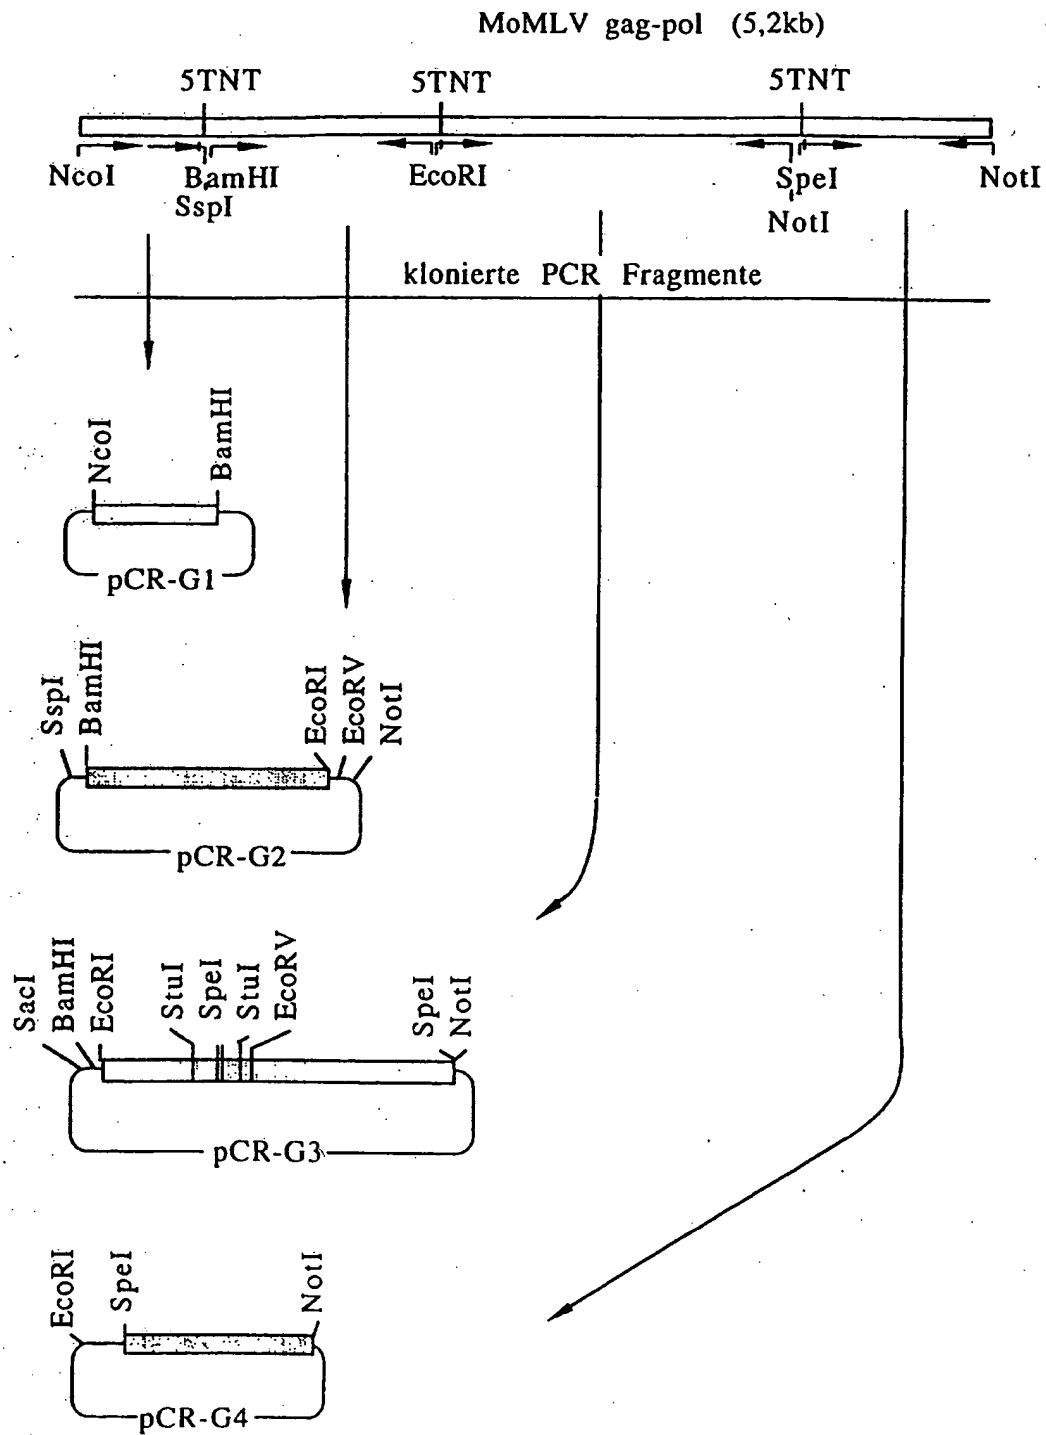 MoMLV gag-pol (5,2kb)
5TNT 5TNT 5TNT
NcoI BamHI EcoRI SpeI NotI
SspI NotI
klonierte PCR Fragmente
NcoI BamHI
pCR-G1
SspI BamHI EcoRI EcoRV NotI
pCR-G2
SacI BamHI EcoRI StuI SpeI StuI EcoRV SpeI NotI
pCR-G3
EcoRI SpeI NotI
pCR-G4